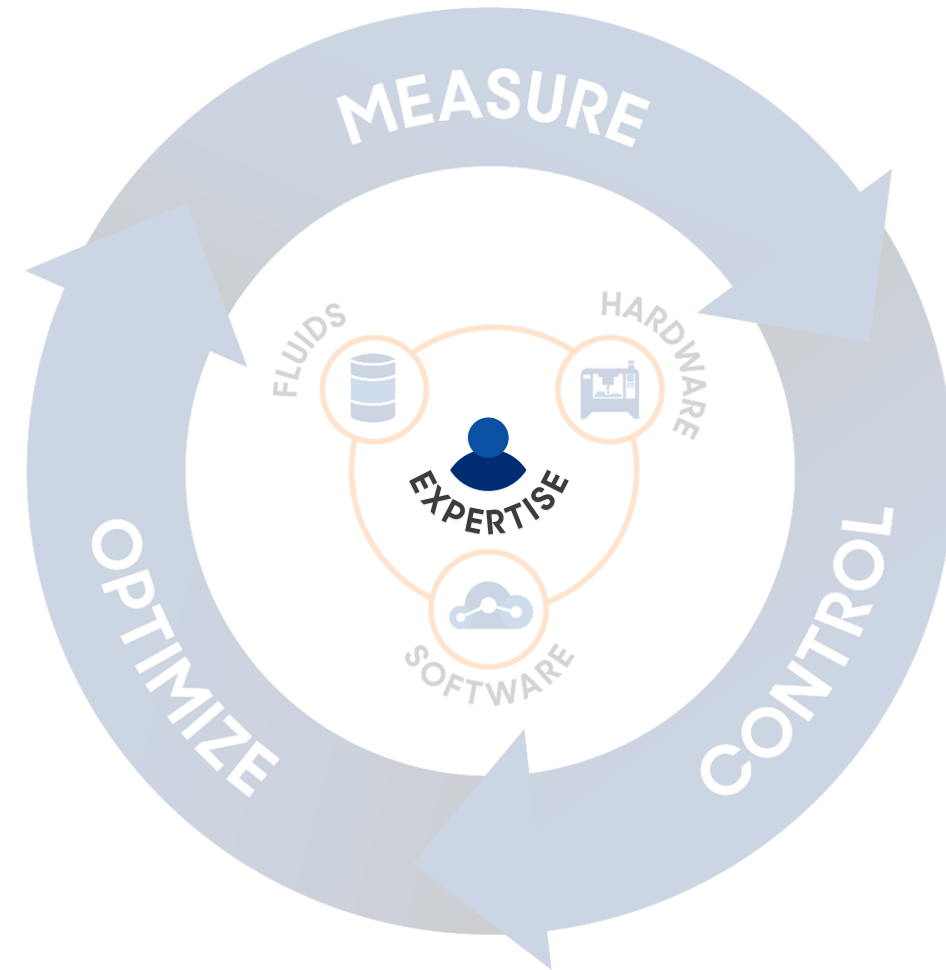 MEASURE
FLUIDS
HARDWARE
EXPERTISE
OPTIMIZE
CONTROL
SOFTWARE